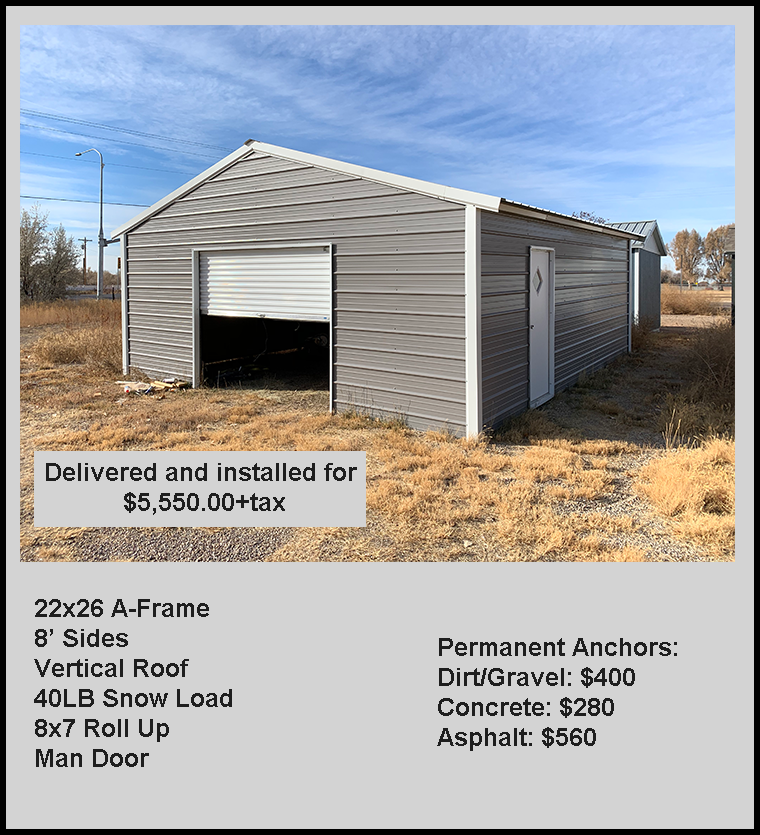 Delivered and installed for
$5,550.00+tax
22x26 A-Frame
8’ Sides
Vertical Roof
40LB Snow Load
8x7 Roll Up
Man Door
Permanent Anchors:
Dirt/Gravel: $400
Concrete: $280
Asphalt: $560